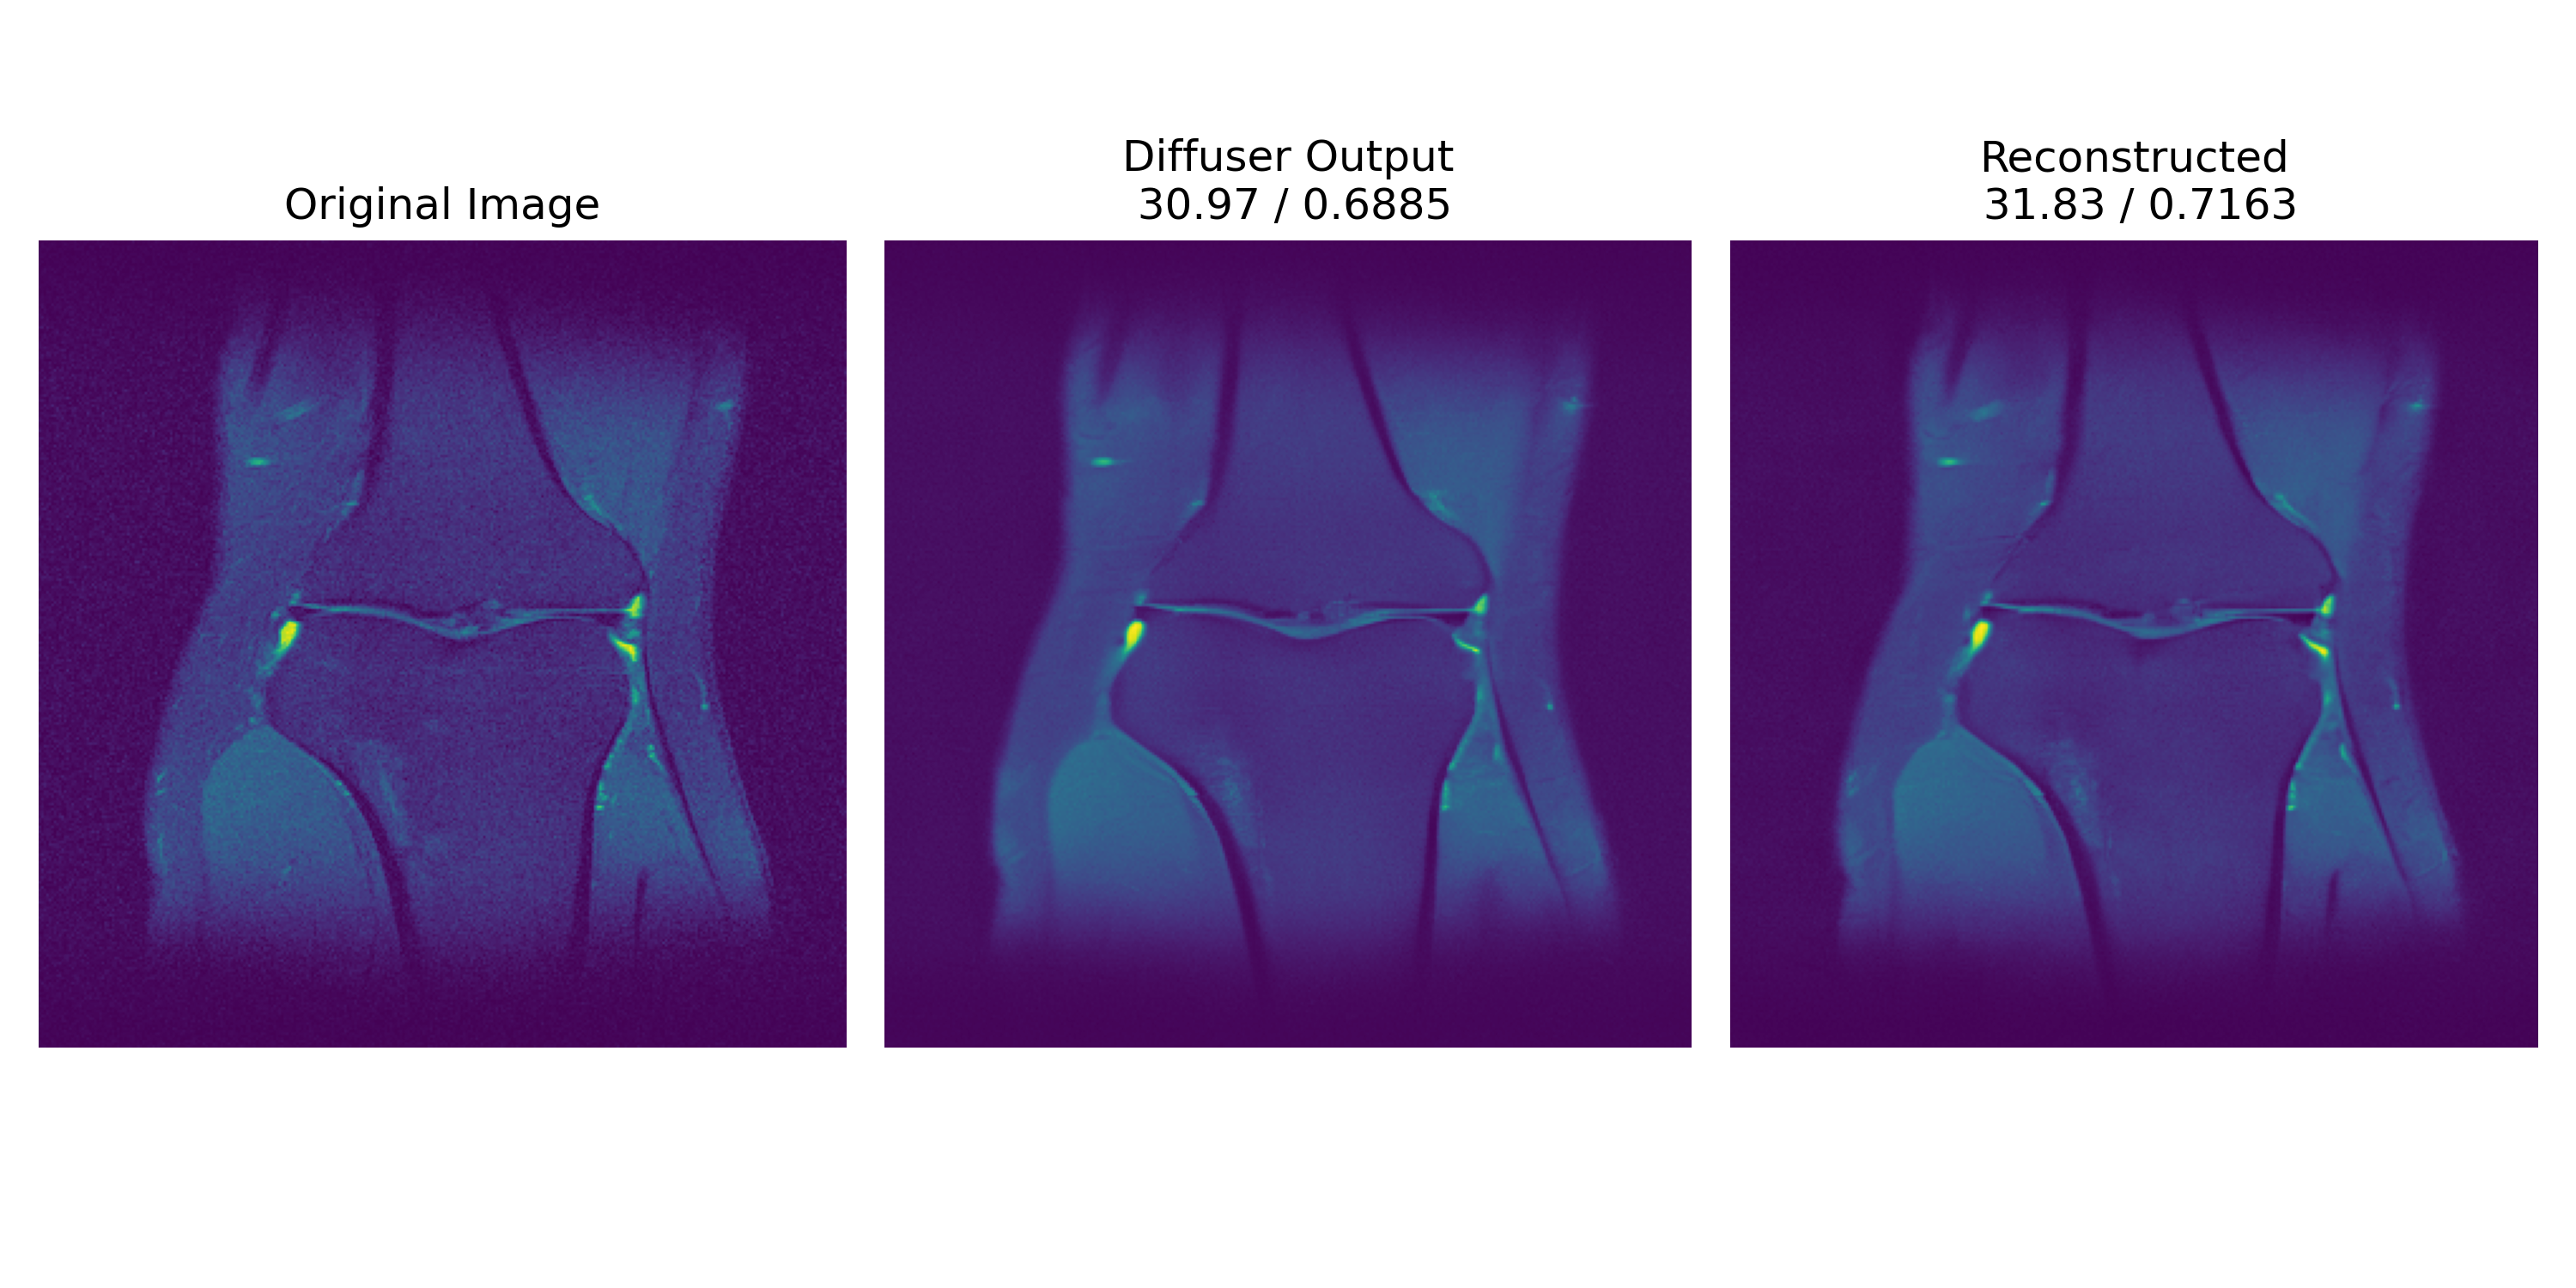 Original Image
Diffuser Output
30.97 / 0.6885
Reconstructed
31.83 / 0.7163